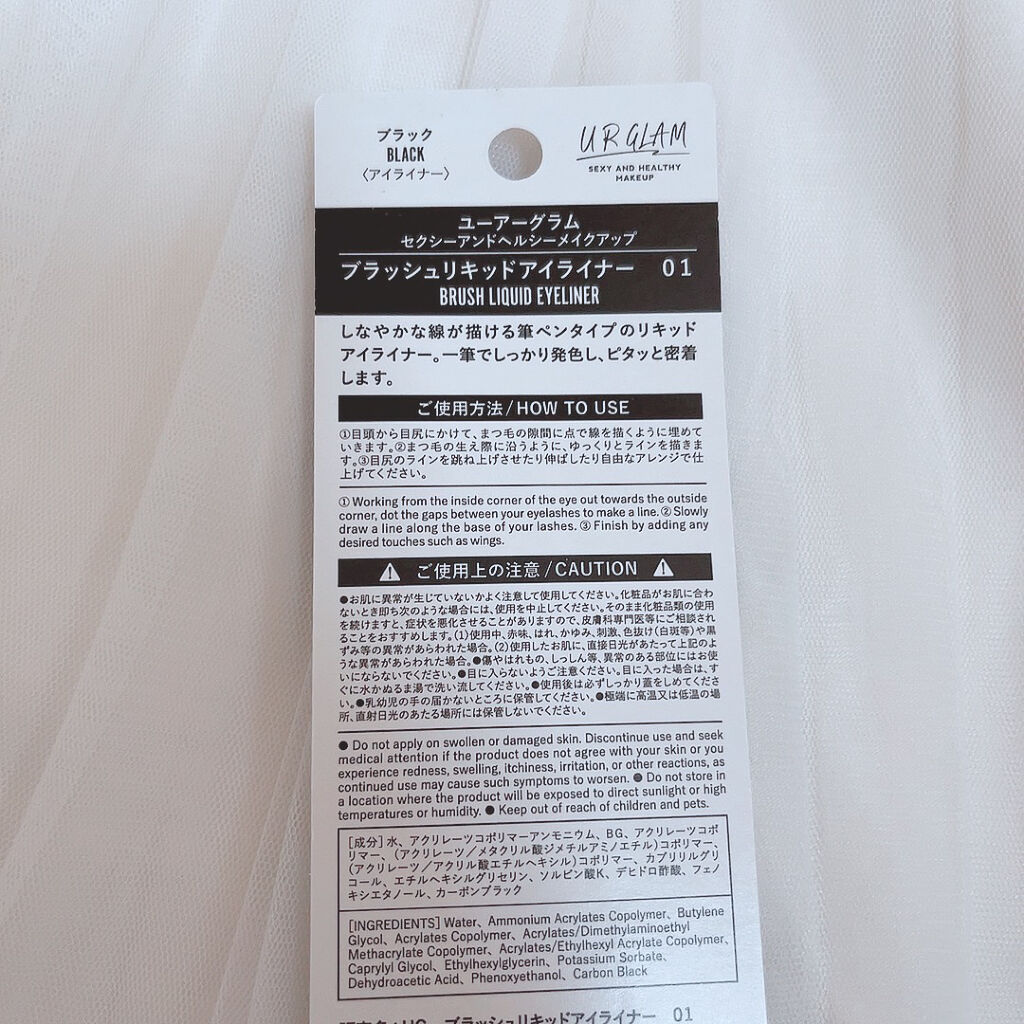 ブラック
BLACK
〈アイライナー〉
UR GLAM
SEXY AND HEALTHY
MAKEUP
ユーアーグラム
セクシーアンドヘルシーメイクアップ
ブラッシュリキッドアイライナー 01
BRUSH LIQUID EYELINER
しなやかな線が描ける筆ペンタイプのリキッド
アイライナー。一筆でしっかり発色し、ピタッと密着
します。
ご使用方法/HOW TO USE
①目頭から目尻にかけて、まつ毛の隙間に点で線を描くように埋めて
いきます。②まつ毛の生え際に沿うように、ゆっくりとラインを描きま
す。③目尻のラインを跳ね上げさせたり伸ばしたり自由なアレンジで仕
上げてください。
① Working from the inside corner of the eye out towards the outside
corner, dot the gaps between your eyelashes to make a line. ② Slowly
draw a line along the base of your lashes. ③ Finish by adding any
desired touches such as wings.
⚠ ご使用上の注意/CAUTION ⚠
●お肌に異常が生じていないかよく注意して使用してください。化粧品がお肌に合わ
ないとき即ち次のような場合には、使用を中止してください。そのまま化粧品類の使用
を続けますと、症状を悪化させることがありますので、皮膚科専門医等にご相談され
ることをおすすめします。(1)使用中、赤味、はれ、かゆみ、刺激、色抜け(白斑等)や黒
ずみ等の異常があらわれた場合。(2)使用したお肌に、直接日光があたって上記のよ
うな異常があらわれた場合。●傷やはれもの、しっしん等、異常のある部位にはお使
いにならないでください。●目に入らないようご注意ください。目に入った場合は、す
ぐに水かぬるま湯で洗い流してください。●使用後は必ずしっかり蓋をしめてくださ
い。●乳幼児の手の届かないところに保管してください。●極端に高温又は低温の場
所、直射日光のあたる場所には保管しないでください。
● Do not apply on swollen or damaged skin. Discontinue use and seek
medical attention if the product does not agree with your skin or you
experience redness, swelling, itchiness, irritation, or other reactions, as
continued use may cause such symptoms to worsen. ● Do not store in
a location where the product will be exposed to direct sunlight or high
temperatures or humidity. ● Keep out of reach of children and pets.
[成分]水、アクリレーツコポリマーアンモニウム、BG、アクリレーツコポ
リマー、(アクリレーツ/メタクリル酸ジメチルアミノエチル)コポリマー、
(アクリレーツ/アクリル酸エチルヘキシル)コポリマー、カプリリルグリ
コール、エチルヘキシルグリセリン、ソルビン酸K、デヒドロ酢酸、フェノ
キシエタノール、カーボンブラック
[INGREDIENTS] Water、Ammonium Acrylates Copolymer、Butylene
Glycol、Acrylates Copolymer、Acrylates/Dimethylaminoethyl
Methacrylate Copolymer、Acrylates/Ethylhexyl Acrylate Copolymer、
Caprylyl Glycol、Ethylhexylglycerin、Potassium Sorbate、
Dehydroacetic Acid、Phenoxyethanol、Carbon Black
販売名:UG ブラッシュリキッドアイライナー 01